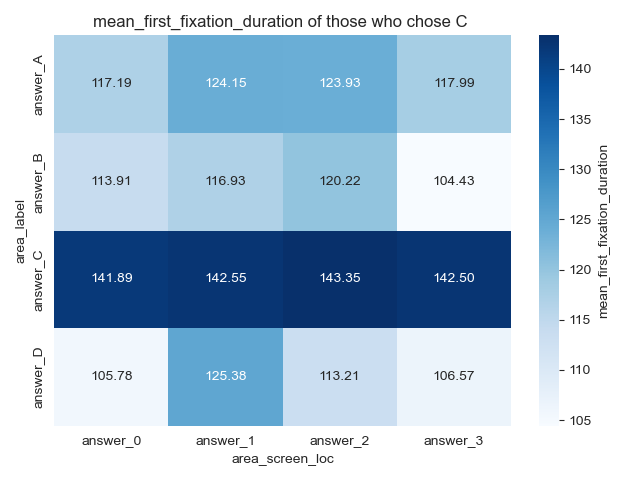 mean_first_fixation_duration of those who chose C
answer_A
117.19 124.15 123.93 117.99
answer_B
113.91 116.93 120.22 104.43
answer_C
141.89 142.55 143.35 142.50
answer_D
105.78 125.38 113.21 106.57
area_label
answer_0 answer_1 answer_2 answer_3
area_screen_loc
140
135
130
125
120
115
110
105
mean_first_fixation_duration